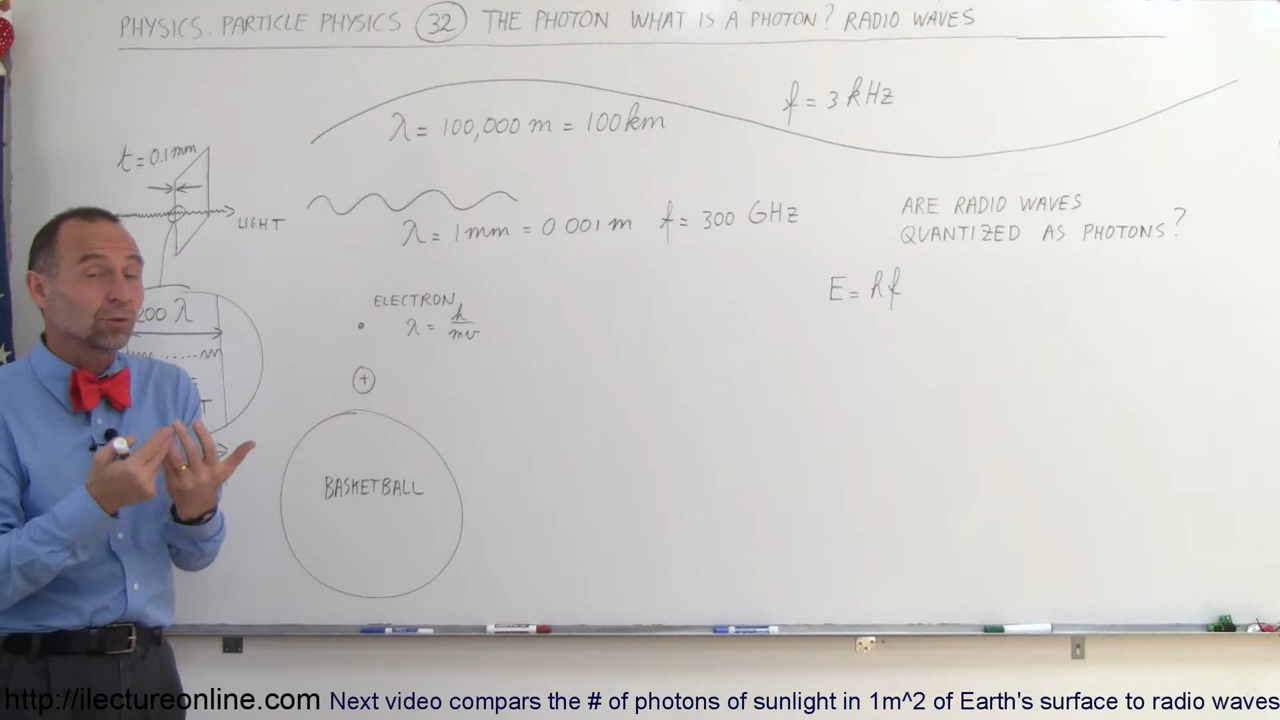 PHYSICS: PARTICLE PHYSICS 32 THE PHOTON: WHAT IS A PHOTON? RADIO WAVES
f = 3 kHz
λ = 100,000 m = 100 km
t = 0.1 mm
LIGHT
λ = 1 mm = 0.001 m f = 300 GHz
ARE RADIO WAVES
QUANTIZED AS PHOTONS?
E = hf
ELECTRON
λ = h/mv
200 λ
+
BASKETBALL
http://ilectureonline.com Next video compars the # of photons of sunlight in 1m^2 of Earth's surface to radio waves